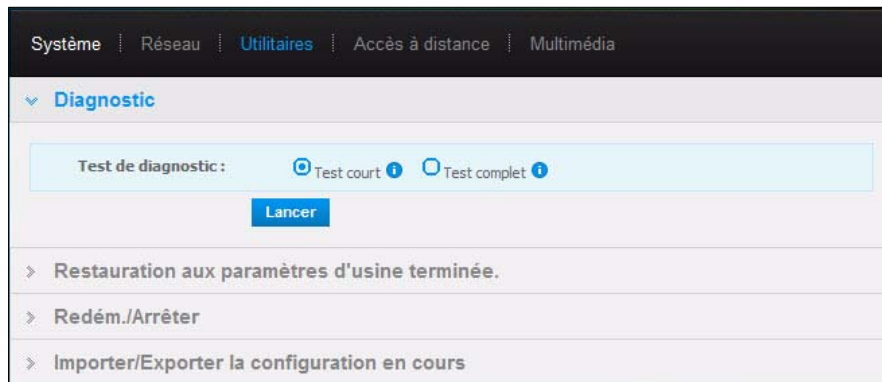 Système Réseau Utilitaires Accès à distance Multimédia
Diagnostic
Test de diagnostic : Test court Test complet
Lancer
Restauration aux paramètres d'usine terminée.
Redém./Arrêter
Importer/Exporter la configuration en cours